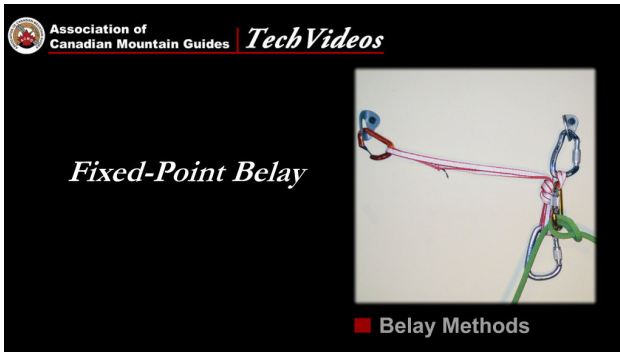 Association of
Canadian Mountain Guides
TechVideos
Fixed-Point Belay
Belay Methods